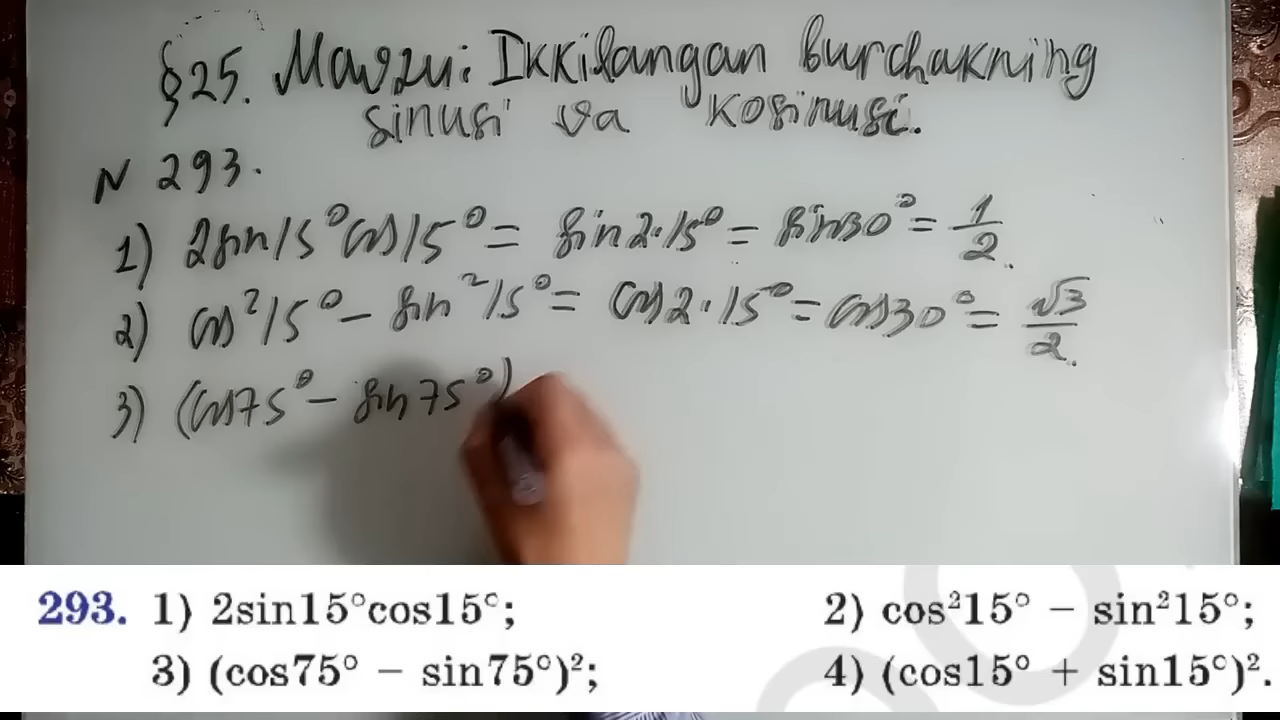 §25. Mavzu: Ikkilangan burchakning
sinusi va kosinusi.
N 293.
1) 2sin15°cos15° = sin2·15° = sin30° = 1/2.
2) cos²15° - sin²15° = cos2·15° = cos30° = √3/2.
3) (cos75° - sin75°)
293. 1) 2sin15°cos15°; 2) cos²15° − sin²15°;
3) (cos75° − sin75°)²; 4) (cos15° + sin15°)².